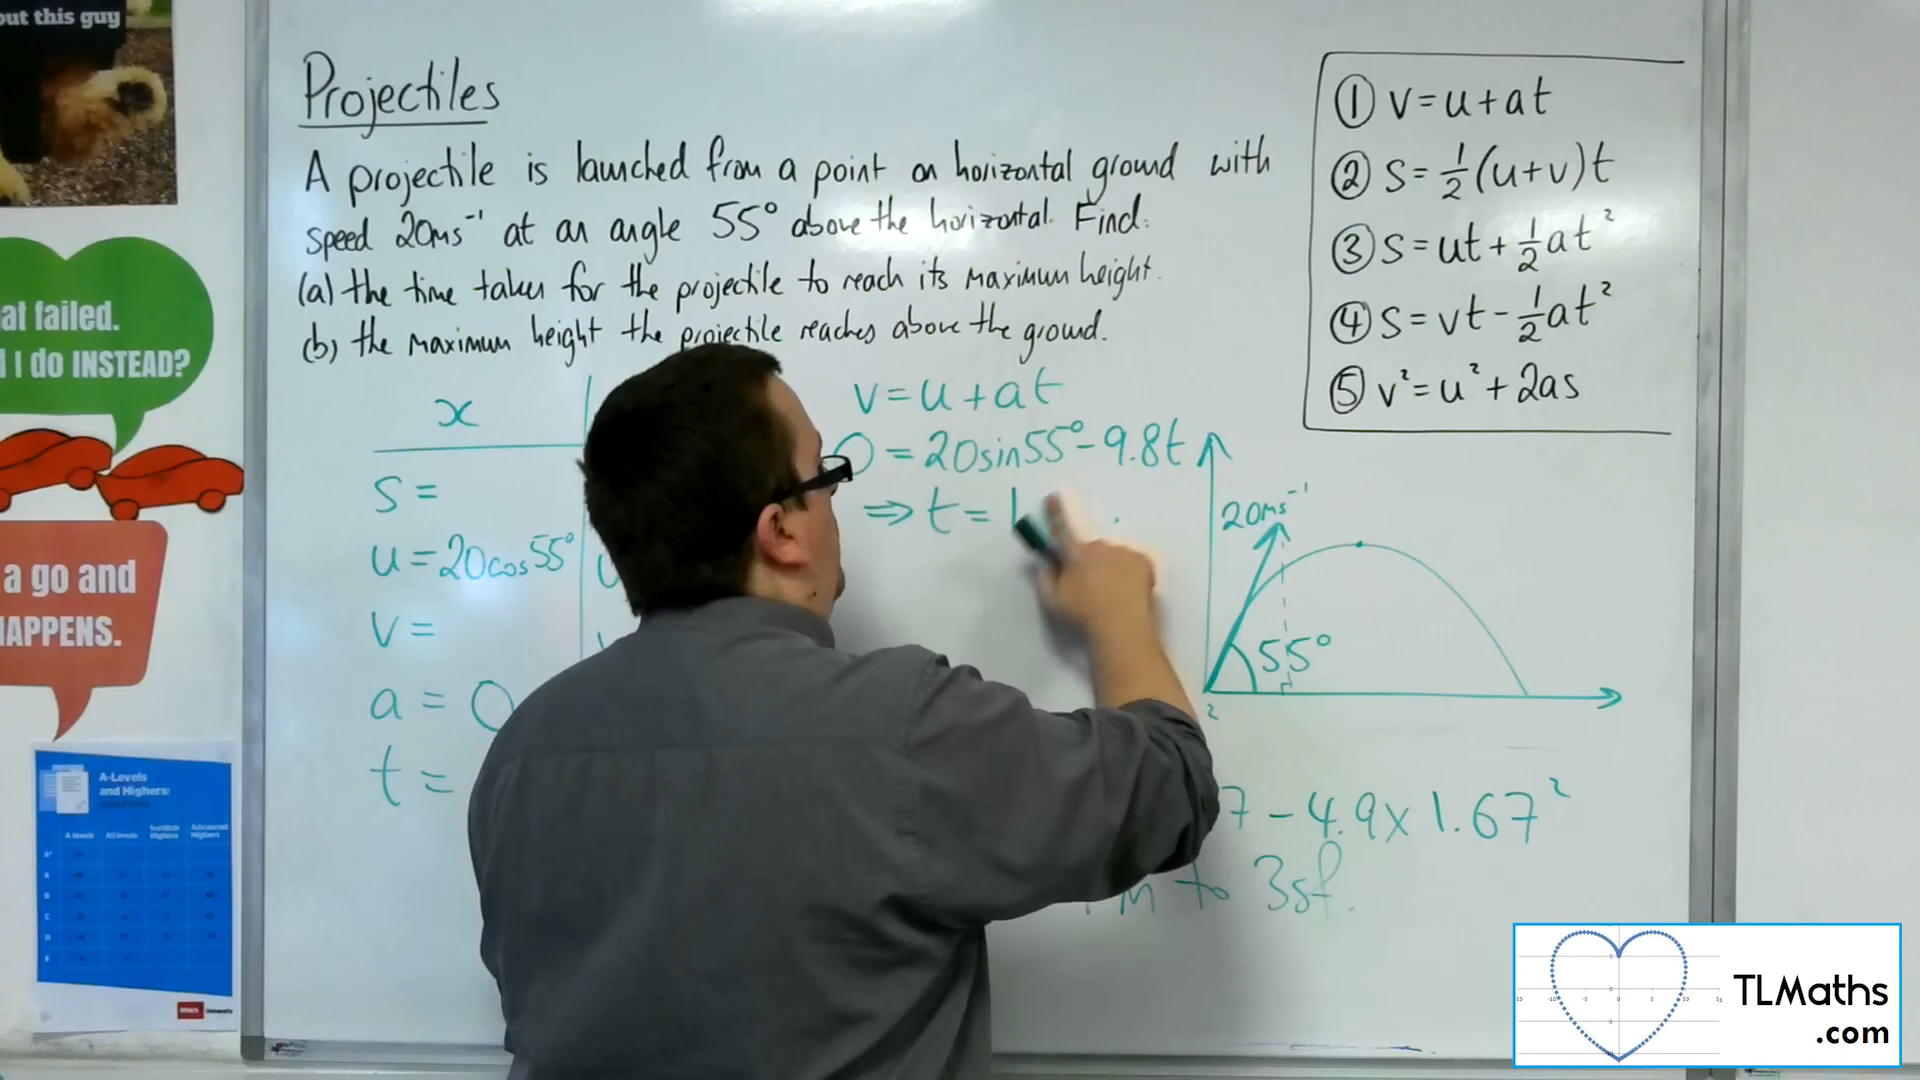 out this guy
at failed.
I do INSTEAD?
a go and
HAPPENS.
A-Levels
and Highers:
Projectiles
A projectile is launched from a point on horizontal ground with
speed 20ms⁻¹ at an angle 55° above the horizontal. Find:
(a) the time taken for the projectile to reach its maximum height.
(b) the maximum height the projectile reaches above the ground.
x
s =
u = 20cos55°
v =
a = 0
t =
v = u + at
0 = 20sin55° - 9.8t
⇒ t = 1
① v = u + at
② s = ½(u+v)t
③ s = ut + ½at²
④ s = vt - ½at²
⑤ v² = u² + 2as
20ms⁻¹
55°
7 - 4.9 x 1.67²
m to 3sf.
TLMaths
.com